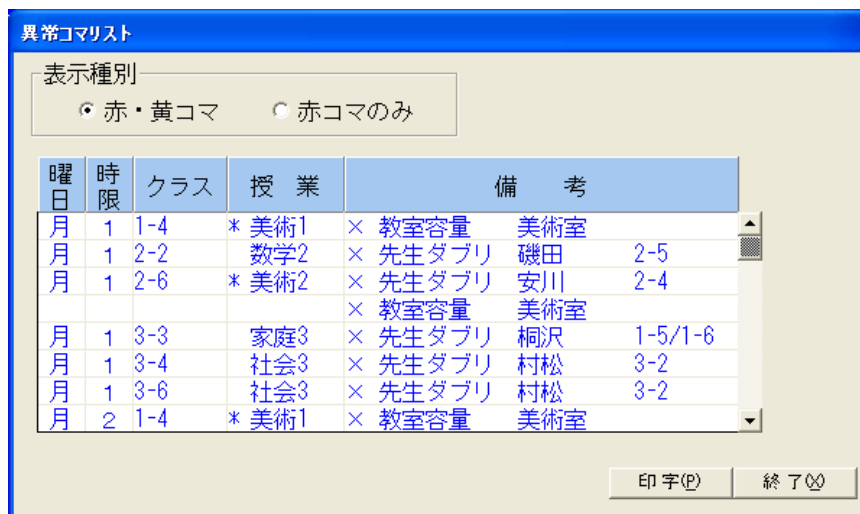 異常コマリスト
表示種別
赤・黄コマ 赤コマのみ
曜日 時限 クラス 授 業 備 考
月 1 1-4 * 美術1 × 教室容量 美術室
月 1 2-2 数学2 × 先生ダブリ 磯田 2-5
月 1 2-6 * 美術2 × 先生ダブリ 安川 2-4
× 教室容量 美術室
月 1 3-3 家庭3 × 先生ダブリ 桐沢 1-5/1-6
月 1 3-4 社会3 × 先生ダブリ 村松 3-2
月 1 3-6 社会3 × 先生ダブリ 村松 3-2
月 2 1-4 * 美術1 × 教室容量 美術室
印字(P) 終了(X)